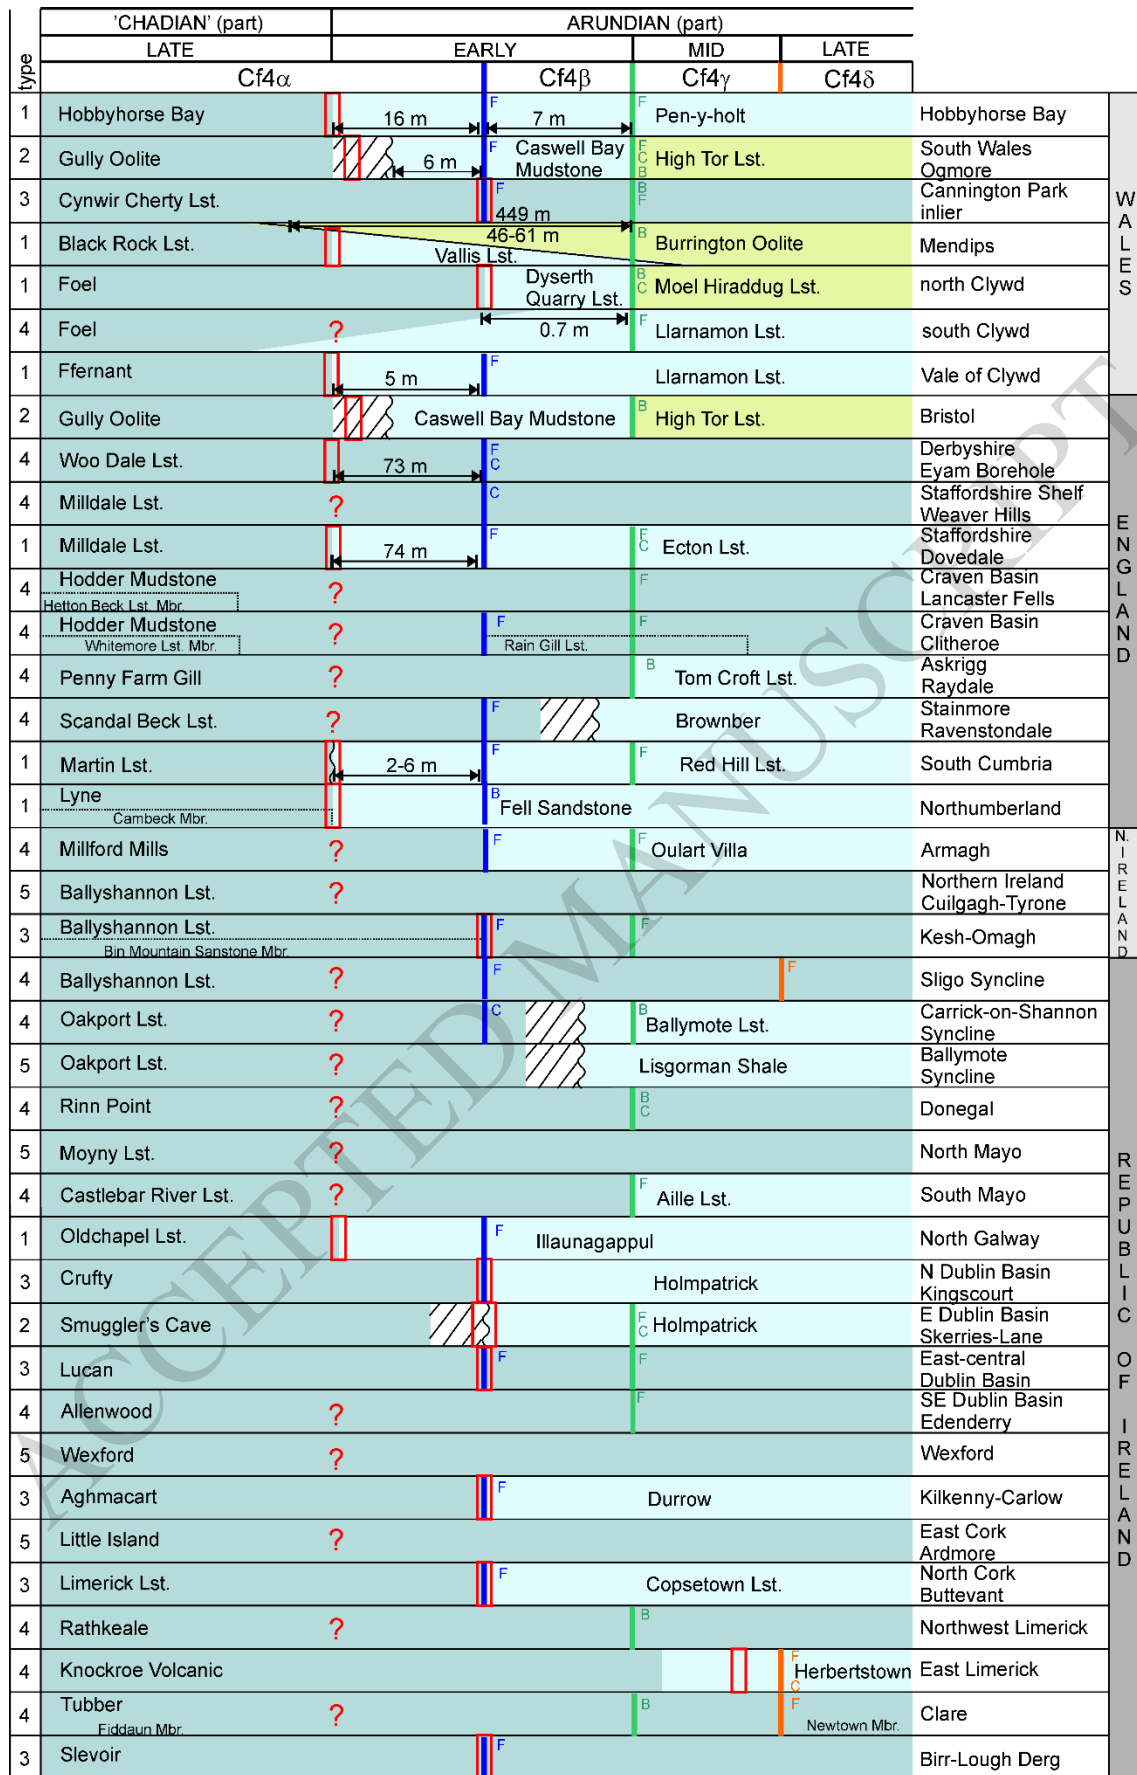 type
'CHADIAN' (part)
ARUNDIAN (part)
LATE
EARLY
MID
LATE
Cf4α
Cf4β
Cf4γ
Cf4δ
1
Hobbyhorse Bay
16 m
F
7 m
F
Pen-y-holt
Hobbyhorse Bay
2
Gully Oolite
6 m
F
Caswell Bay
Mudstone
F
C
B
High Tor Lst.
South Wales
Ogmore
3
Cynwir Cherty Lst.
F
449 m
B
F
Cannington Park
inlier
1
Black Rock Lst.
46-61 m
Vallis Lst.
B
Burrington Oolite
Mendips
1
Foel
Dyserth
Quarry Lst.
B
C
Moel Hiraddug Lst.
north Clywd
4
Foel
?
0.7 m
F
Llarnamon Lst.
south Clywd
1
Ffernant
5 m
F
Llarnamon Lst.
Vale of Clywd
2
Gully Oolite
Caswell Bay Mudstone
B
High Tor Lst.
Bristol
4
Woo Dale Lst.
73 m
F
C
Derbyshire
Eyam Borehole
4
Milldale Lst.
?
C
Staffordshire Shelf
Weaver Hills
1
Milldale Lst.
74 m
F
F
C
Ecton Lst.
Staffordshire
Dovedale
4
Hodder Mudstone
Hetton Beck Lst. Mbr.
?
F
Craven Basin
Lancaster Fells
4
Hodder Mudstone
Whitemore Lst. Mbr.
?
F
Rain Gill Lst.
F
Craven Basin
Clitheroe
4
Penny Farm Gill
?
B
Tom Croft Lst.
Askrigg
Raydale
4
Scandal Beck Lst.
?
F
Brownber
Stainmore
Ravenstondale
1
Martin Lst.
2-6 m
F
F
Red Hill Lst.
South Cumbria
1
Lyne
Cambeck Mbr.
B
Fell Sandstone
Northumberland
4
Millford Mills
?
F
F
Oulart Villa
Armagh
5
Ballyshannon Lst.
?
Northern Ireland
Cuilgagh-Tyrone
3
Ballyshannon Lst.
Bin Mountain Sanstone Mbr.
F
F
Kesh-Omagh
4
Ballyshannon Lst.
?
F
F
Sligo Syncline
4
Oakport Lst.
?
C
B
Ballymote Lst.
Carrick-on-Shannon
Syncline
5
Oakport Lst.
?
Lisgorman Shale
Ballymote
Syncline
4
Rinn Point
?
B
C
Donegal
5
Moyny Lst.
?
North Mayo
4
Castlebar River Lst.
?
F
Aille Lst.
South Mayo
1
Oldchapel Lst.
F
Illaunagappul
North Galway
3
Crufty
Holmpatrick
N Dublin Basin
Kingscourt
2
Smuggler's Cave
F
C
Holmpatrick
E Dublin Basin
Skerries-Lane
3
Lucan
F
F
East-central
Dublin Basin
4
Allenwood
?
F
SE Dublin Basin
Edenderry
5
Wexford
?
Wexford
3
Aghmacart
F
Durrow
Kilkenny-Carlow
5
Little Island
?
East Cork
Ardmore
3
Limerick Lst.
F
Copsetown Lst.
North Cork
Buttevant
4
Rathkeale
?
B
Northwest Limerick
4
Knockroe Volcanic
F
C
Herbertstown
East Limerick
4
Tubber
Fiddaun Mbr.
?
B
F
Newtown Mbr.
Clare
3
Slevoir
F
Birr-Lough Derg
WALES
ENGLAND
N. IRELAND
REPUBLIC OF IRELAND
ACCEPTED MANUSCRIPT